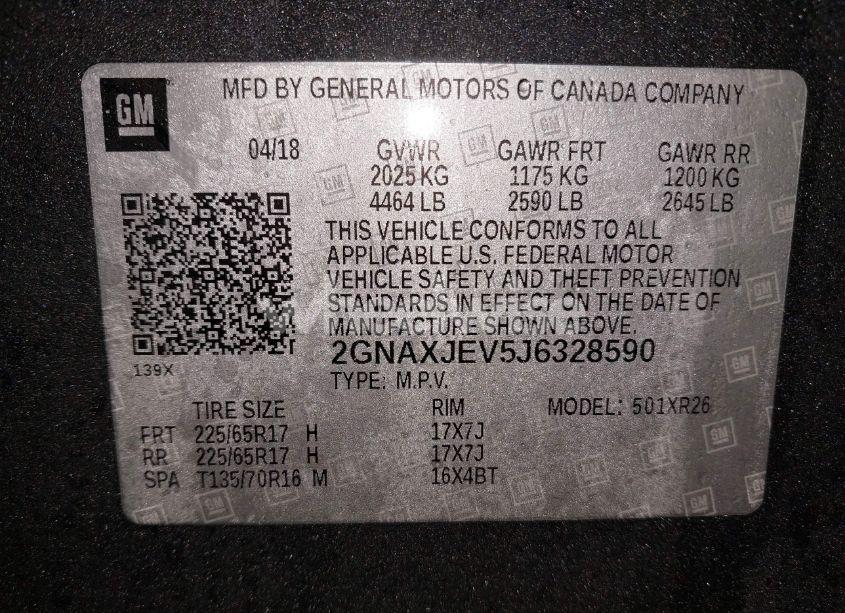 GM
MFD BY GENERAL MOTORS OF CANADA COMPANY
04/18 GVWR GAWR FRT GAWR RR
2025 KG 1175 KG 1200 KG
4464 LB 2590 LB 2645 LB
THIS VEHICLE CONFORMS TO ALL
APPLICABLE U.S. FEDERAL MOTOR
VEHICLE SAFETY AND THEFT PREVENTION
STANDARDS IN EFFECT ON THE DATE OF
MANUFACTURE SHOWN ABOVE.
2GNAXJEV5J6328590
139X
TYPE: M.P.V.
TIRE SIZE RIM MODEL: 501XR26
FRT 225/65R17 H 17X7J
RR 225/65R17 H 17X7J
SPA T135/70R16 M 16X4BT